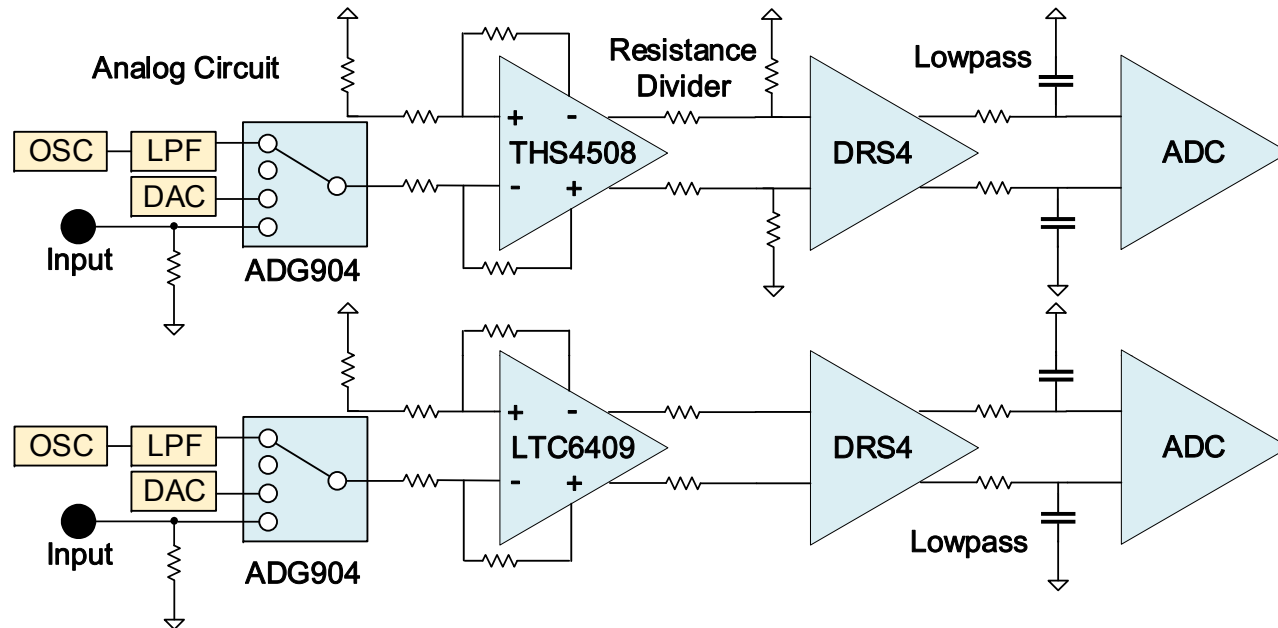 Analog Circuit
Resistance
Divider
Lowpass
+ -
THS4508
- +
DRS4
ADC
OSC
LPF
DAC
Input
ADG904
+ -
LTC6409
- +
DRS4
ADC
OSC
LPF
DAC
Input
ADG904
Lowpass